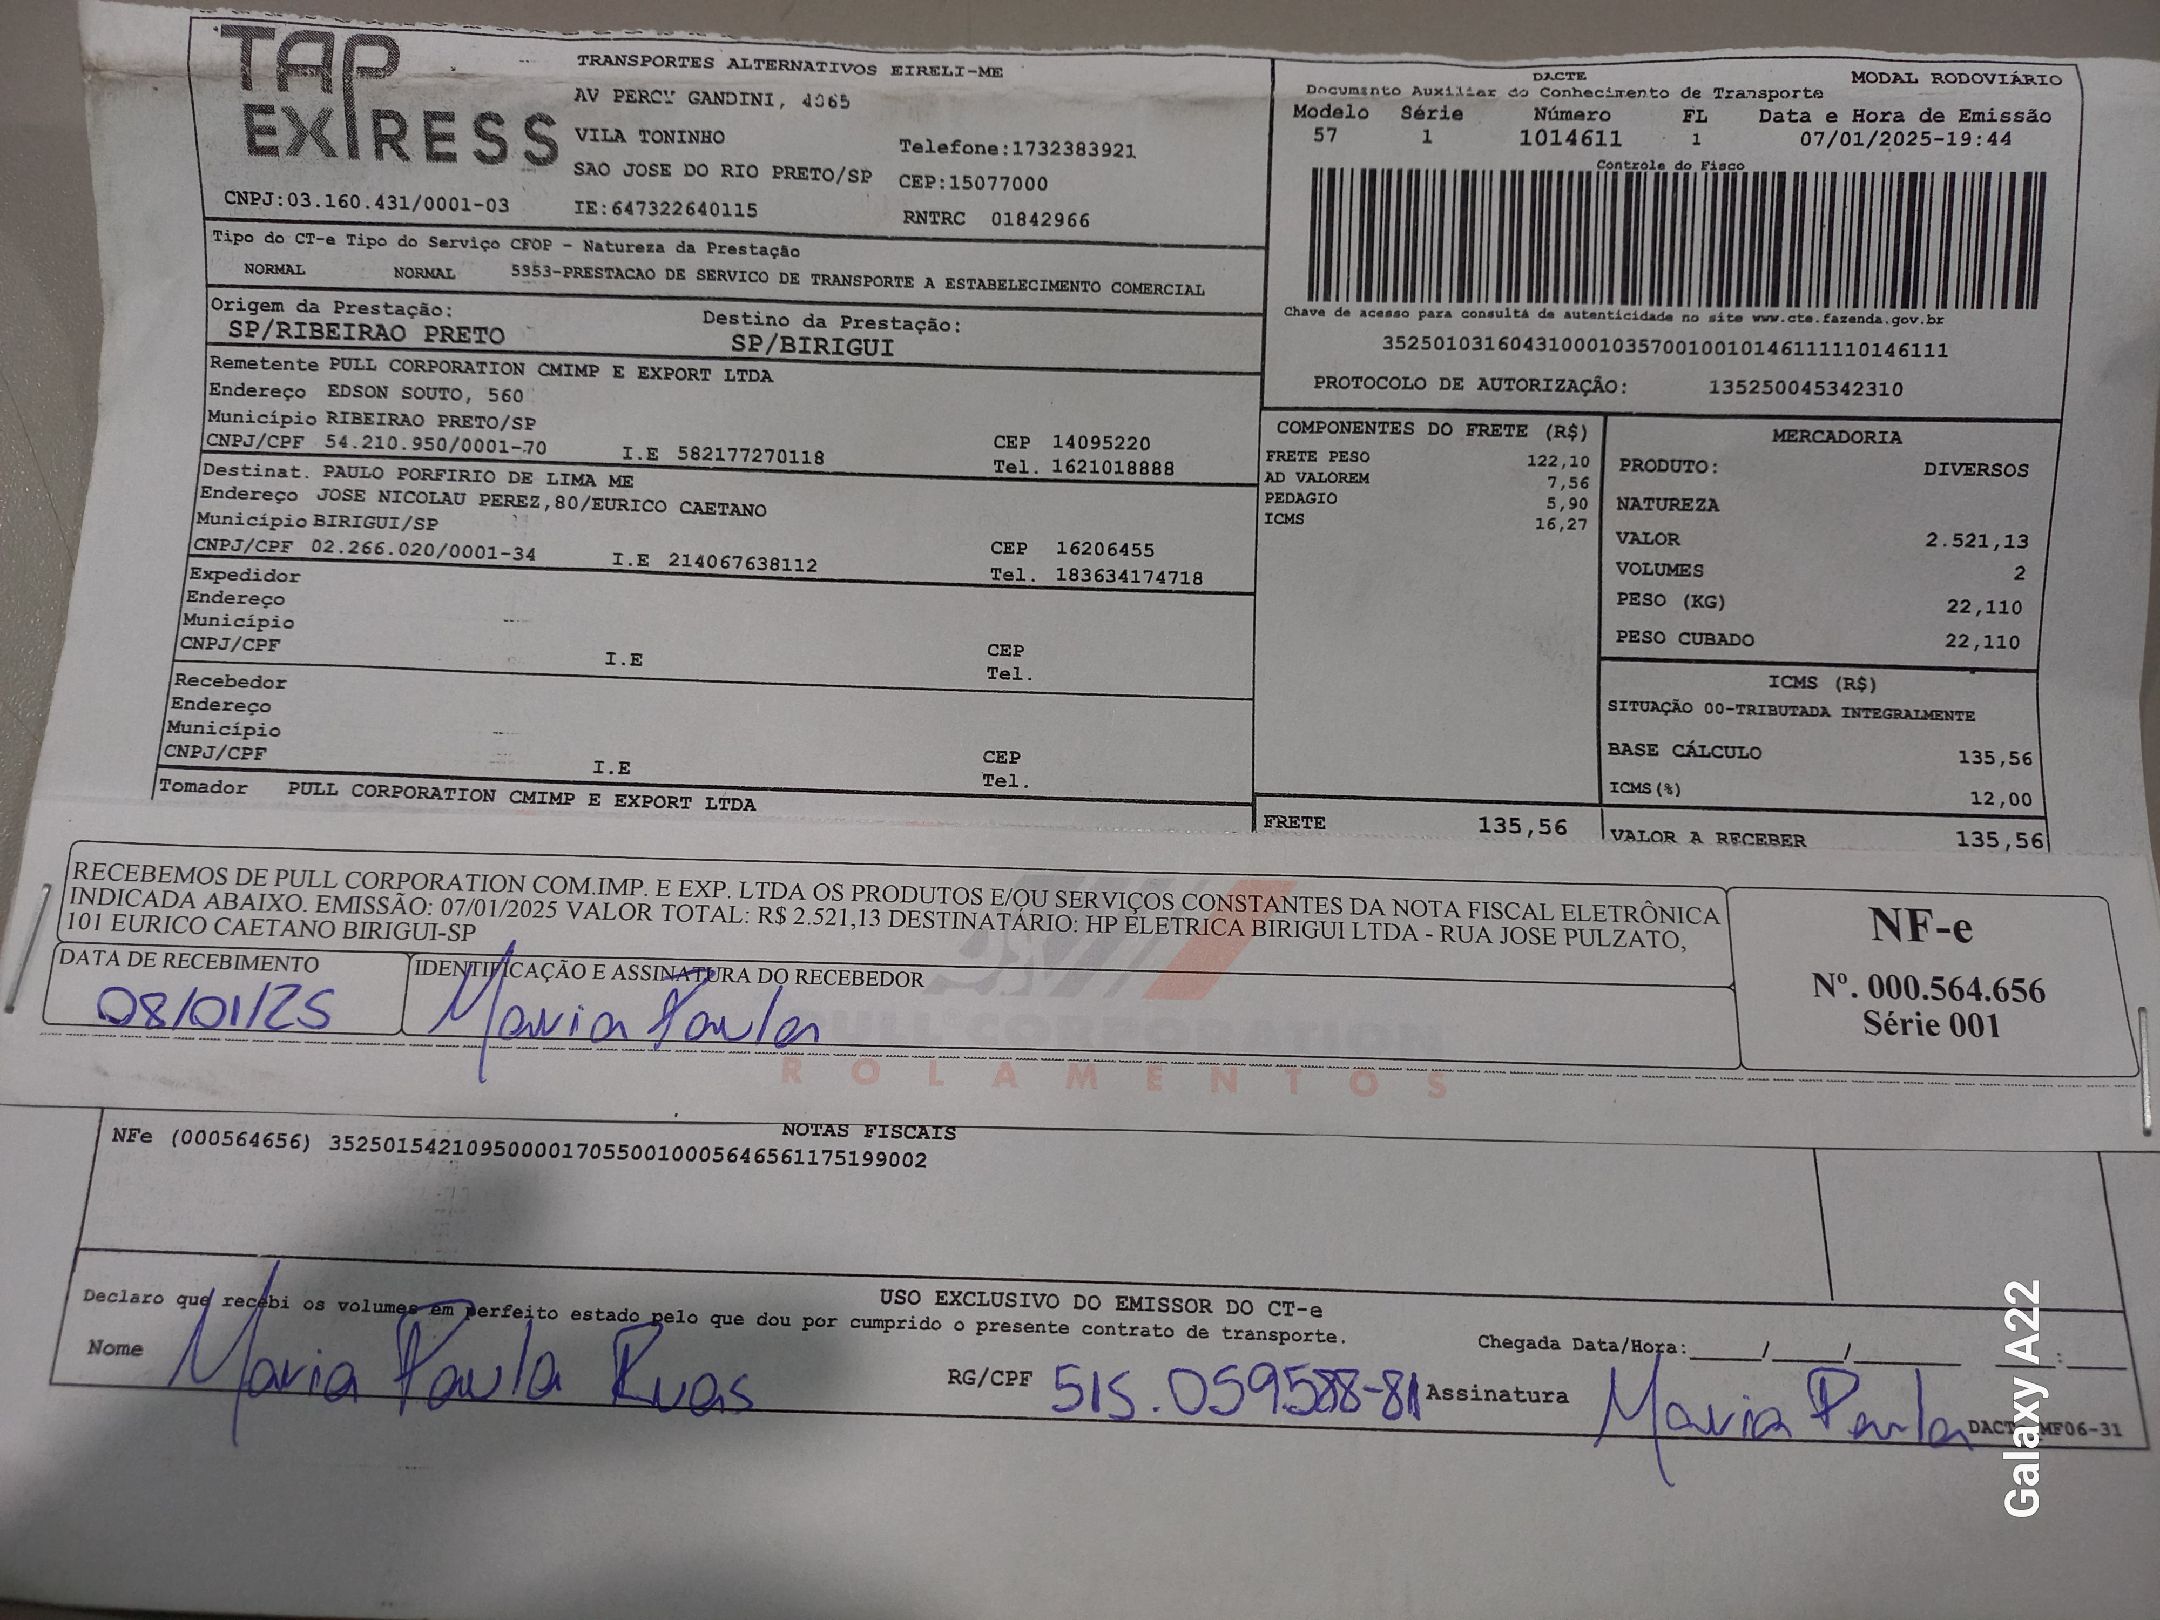 TAP EXPRESS
TRANSPORTES ALTERNATIVOS EIRELI-ME
AV PERCY GANDINI, 4065
VILA TONINHO
Telefone:1732383921
SAO JOSE DO RIO PRETO/SP CEP:15077000
CNPJ:03.160.431/0001-03 IE:647322640115 RNTRC 01842966
DACTE MODAL RODOVIÁRIO
Documento Auxiliar do Conhecimento de Transporte
Modelo Série Número FL Data e Hora de Emissão
57 1 1014611 1 07/01/2025-19:44
Controle do Fisco
Chave de acesso para consulta de autenticidade no site www.cte.fazenda.gov.br
35250103160431000103570010010146111110146111
PROTOCOLO DE AUTORIZAÇÃO: 135250045342310
Tipo do CT-e Tipo do Serviço CFOP - Natureza da Prestação
NORMAL NORMAL 5353-PRESTACAO DE SERVICO DE TRANSPORTE A ESTABELECIMENTO COMERCIAL
Origem da Prestação: Destino da Prestação:
SP/RIBEIRAO PRETO SP/BIRIGUI
Remetente PULL CORPORATION CMIMP E EXPORT LTDA
Endereço EDSON SOUTO, 560
Município RIBEIRAO PRETO/SP CEP 14095220
CNPJ/CPF 54.210.950/0001-70 I.E 582177270118 Tel. 1621018888
Destinat. PAULO PORFIRIO DE LIMA ME
Endereço JOSE NICOLAU PEREZ,80/EURICO CAETANO
Município BIRIGUI/SP CEP 16206455
CNPJ/CPF 02.266.020/0001-34 I.E 214067638112 Tel. 183634174718
Expedidor
Endereço
Município CEP
CNPJ/CPF I.E Tel.
Recebedor
Endereço
Município CEP
CNPJ/CPF I.E Tel.
Tomador PULL CORPORATION CMIMP E EXPORT LTDA
COMPONENTES DO FRETE (R$)
FRETE PESO 122,10
AD VALOREM 7,56
PEDAGIO 5,90
ICMS 16,27
FRETE 135,56
MERCADORIA
PRODUTO: DIVERSOS
NATUREZA
VALOR 2.521,13
VOLUMES 2
PESO (KG) 22,110
PESO CUBADO 22,110
ICMS (R$)
SITUAÇÃO 00-TRIBUTADA INTEGRALMENTE
BASE CÁLCULO 135,56
ICMS(%) 12,00
VALOR A RECEBER 135,56
RECEBEMOS DE PULL CORPORATION COM.IMP. E EXP. LTDA OS PRODUTOS E/OU SERVIÇOS CONSTANTES DA NOTA FISCAL ELETRÔNICA
INDICADA ABAIXO. EMISSÃO: 07/01/2025 VALOR TOTAL: R$ 2.521,13 DESTINATÁRIO: HP ELETRICA BIRIGUI LTDA - RUA JOSE PULZATO,
101 EURICO CAETANO BIRIGUI-SP
DATA DE RECEBIMENTO IDENTIFICAÇÃO E ASSINATURA DO RECEBEDOR
08/01/25 Maria Paula
NF-e
Nº. 000.564.656
Série 001
ROLAMENTOS
NOTAS FISCAIS
NFe (000564656) 35250154210950000170550010005646561175199002
USO EXCLUSIVO DO EMISSOR DO CT-e
Declaro que recebi os volumes em perfeito estado pelo que dou por cumprido o presente contrato de transporte.
Chegada Data/Hora:____/____/______ ___:___
Nome Maria Paula Ruas RG/CPF 515.059588-81 Assinatura Maria Paula
MF06-31
Galaxy A22